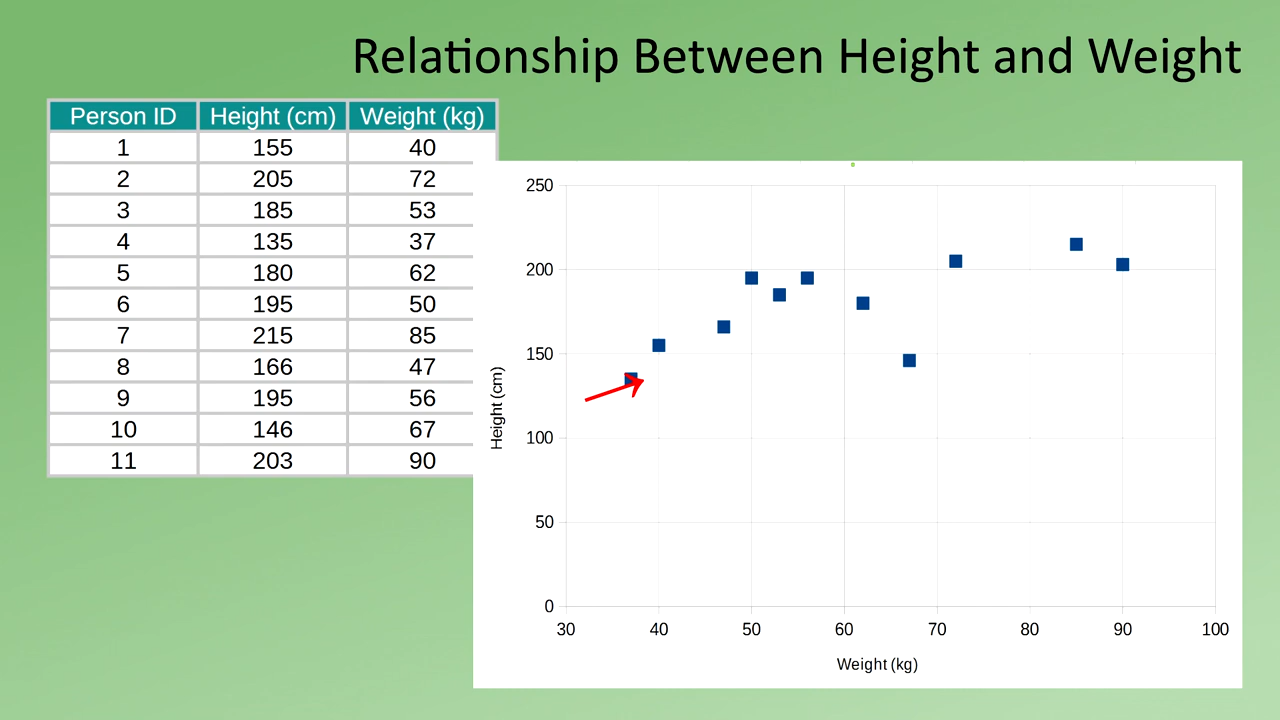 Relationship Between Height and Weight
Person ID Height (cm) Weight (kg)
1 155 40
2 205 72
3 185 53
4 135 37
5 180 62
6 195 50
7 215 85
8 166 47
9 195 56
10 146 67
11 203 90
250
200
150
100
50
0
Height (cm)
30 40 50 60 70 80 90 100
Weight (kg)